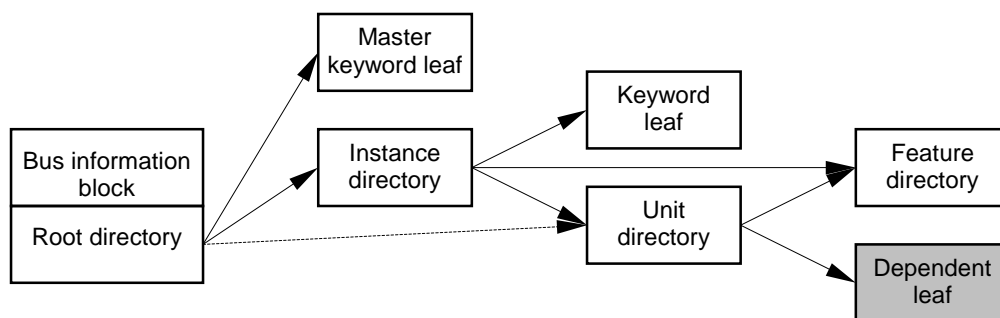 Master
keyword leaf
Keyword
leaf
Bus information
block
Root directory
Instance
directory
Feature
directory
Unit
directory
Dependent
leaf